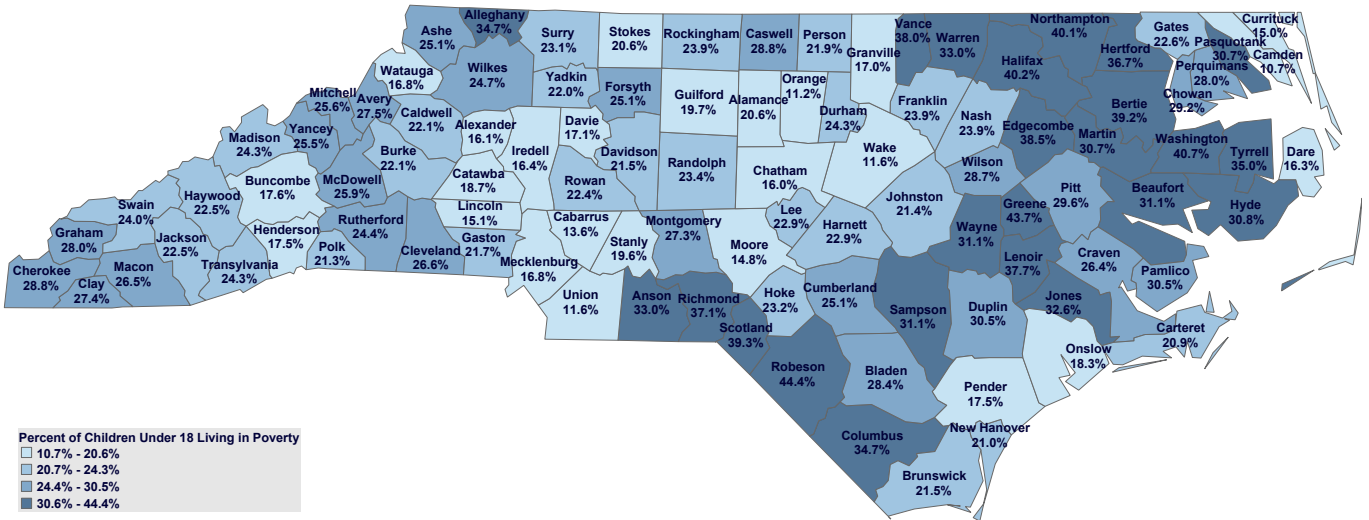 Alleghany
34.7%
Ashe
25.1%
Surry
23.1%
Stokes
20.6%
Rockingham
23.9%
Caswell
28.8%
Person
21.9%
Granville
17.0%
Vance
38.0%
Warren
33.0%
Northampton
40.1%
Gates
22.6%
Currituck
15.0%
Pasquotank
30.7%
Camden
10.7%
Hertford
36.7%
Perquimans
28.0%
Chowan
29.2%
Halifax
40.2%
Watauga
16.8%
Wilkes
24.7%
Yadkin
22.0%
Forsyth
25.1%
Guilford
19.7%
Alamance
20.6%
Orange
11.2%
Durham
24.3%
Franklin
23.9%
Nash
23.9%
Bertie
39.2%
Mitchell
25.6%
Avery
27.5%
Caldwell
22.1%
Alexander
16.1%
Iredell
16.4%
Davie
17.1%
Davidson
21.5%
Randolph
23.4%
Chatham
16.0%
Wake
11.6%
Edgecombe
38.5%
Martin
30.7%
Washington
40.7%
Tyrrell
35.0%
Dare
16.3%
Madison
24.3%
Yancey
25.5%
Burke
22.1%
Catawba
18.7%
Rowan
22.4%
Wilson
28.7%
Pitt
29.6%
Beaufort
31.1%
Hyde
30.8%
Buncombe
17.6%
McDowell
25.9%
Haywood
22.5%
Swain
24.0%
Graham
28.0%
Jackson
22.5%
Henderson
17.5%
Rutherford
24.4%
Polk
21.3%
Cleveland
26.6%
Lincoln
15.1%
Gaston
21.7%
Cabarrus
13.6%
Stanly
19.6%
Montgomery
27.3%
Moore
14.8%
Lee
22.9%
Harnett
22.9%
Johnston
21.4%
Wayne
31.1%
Greene
43.7%
Lenoir
37.7%
Craven
26.4%
Pamlico
30.5%
Cherokee
28.8%
Clay
27.4%
Macon
26.5%
Transylvania
24.3%
Mecklenburg
16.8%
Union
11.6%
Anson
33.0%
Richmond
37.1%
Scotland
39.3%
Hoke
23.2%
Cumberland
25.1%
Sampson
31.1%
Duplin
30.5%
Jones
32.6%
Carteret
20.9%
Onslow
18.3%
Robeson
44.4%
Bladen
28.4%
Pender
17.5%
Columbus
34.7%
New Hanover
21.0%
Brunswick
21.5%
Percent of Children Under 18 Living in Poverty
10.7% - 20.6%
20.7% - 24.3%
24.4% - 30.5%
30.6% - 44.4%